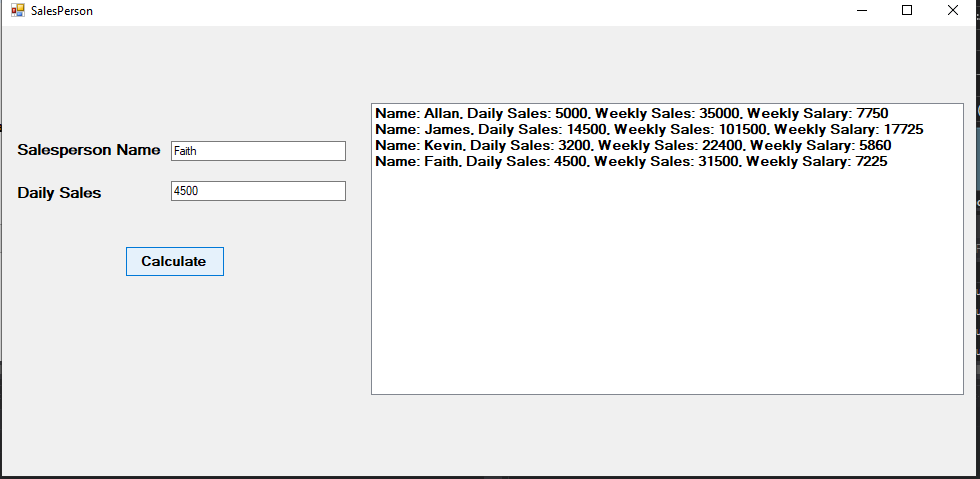 SalesPerson
Salesperson Name
Faith
Daily Sales
4500
Calculate
Name: Allan, Daily Sales: 5000, Weekly Sales: 35000, Weekly Salary: 7750
Name: James, Daily Sales: 14500, Weekly Sales: 101500, Weekly Salary: 17725
Name: Kevin, Daily Sales: 3200, Weekly Sales: 22400, Weekly Salary: 5860
Name: Faith, Daily Sales: 4500, Weekly Sales: 31500, Weekly Salary: 7225